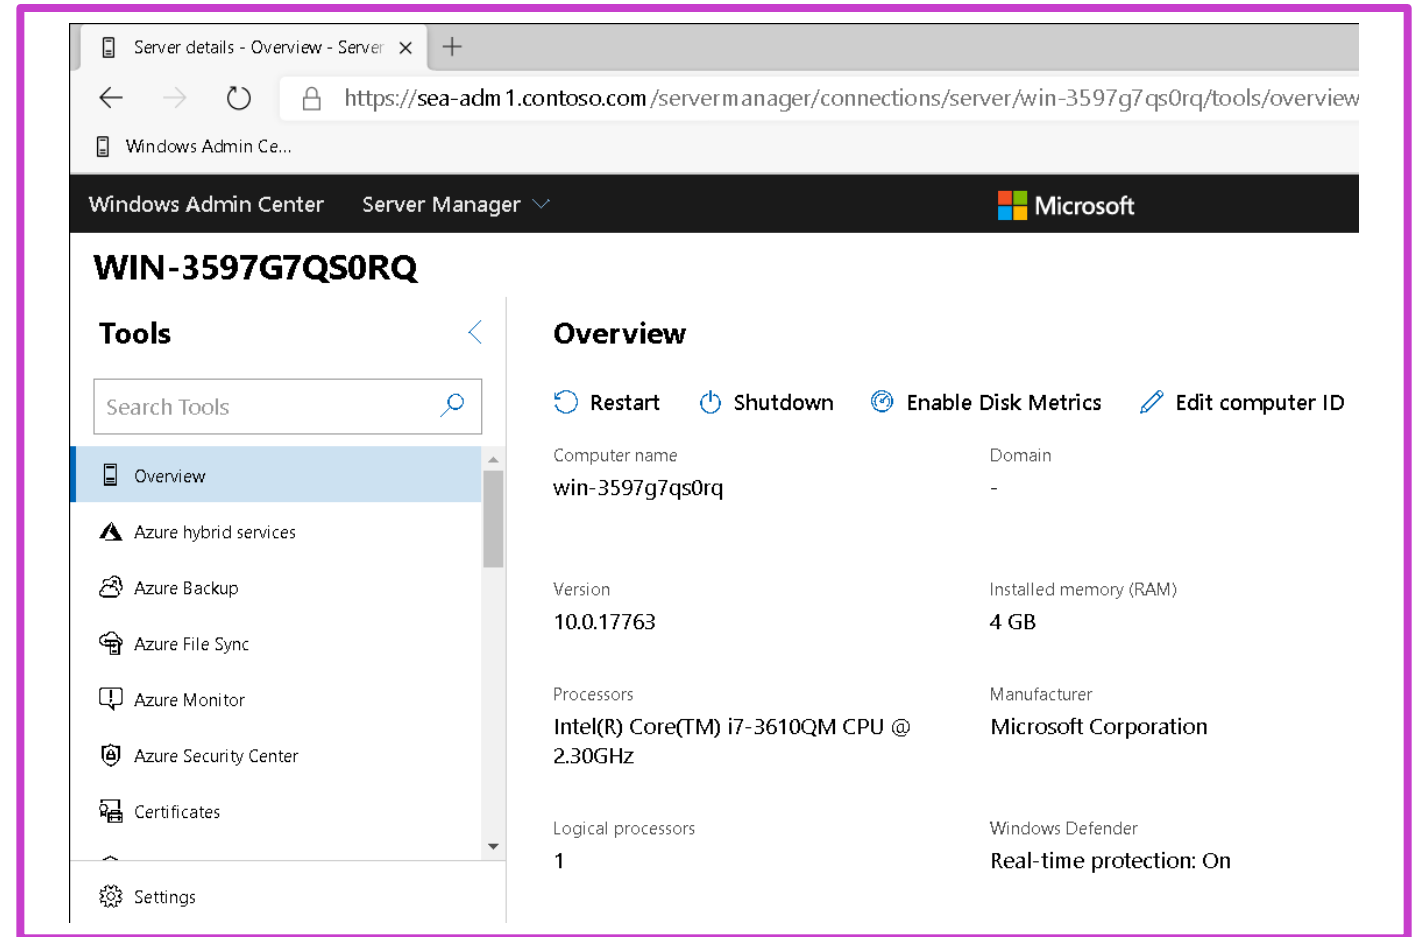 Server details - Overview - Server
https://sea-adm1.contoso.com/servermanager/connections/server/win-3597g7qs0rq/tools/overview
Windows Admin Ce...
Windows Admin Center Server Manager
Microsoft
WIN-3597G7QS0RQ
Tools
Search Tools
Overview
Azure hybrid services
Azure Backup
Azure File Sync
Azure Monitor
Azure Security Center
Certificates
Settings
Overview
Restart Shutdown Enable Disk Metrics Edit computer ID
Computer name
win-3597g7qs0rq
Domain
-
Version
10.0.17763
Installed memory (RAM)
4 GB
Processors
Intel(R) Core(TM) i7-3610QM CPU @
2.30GHz
Manufacturer
Microsoft Corporation
Logical processors
1
Windows Defender
Real-time protection: On